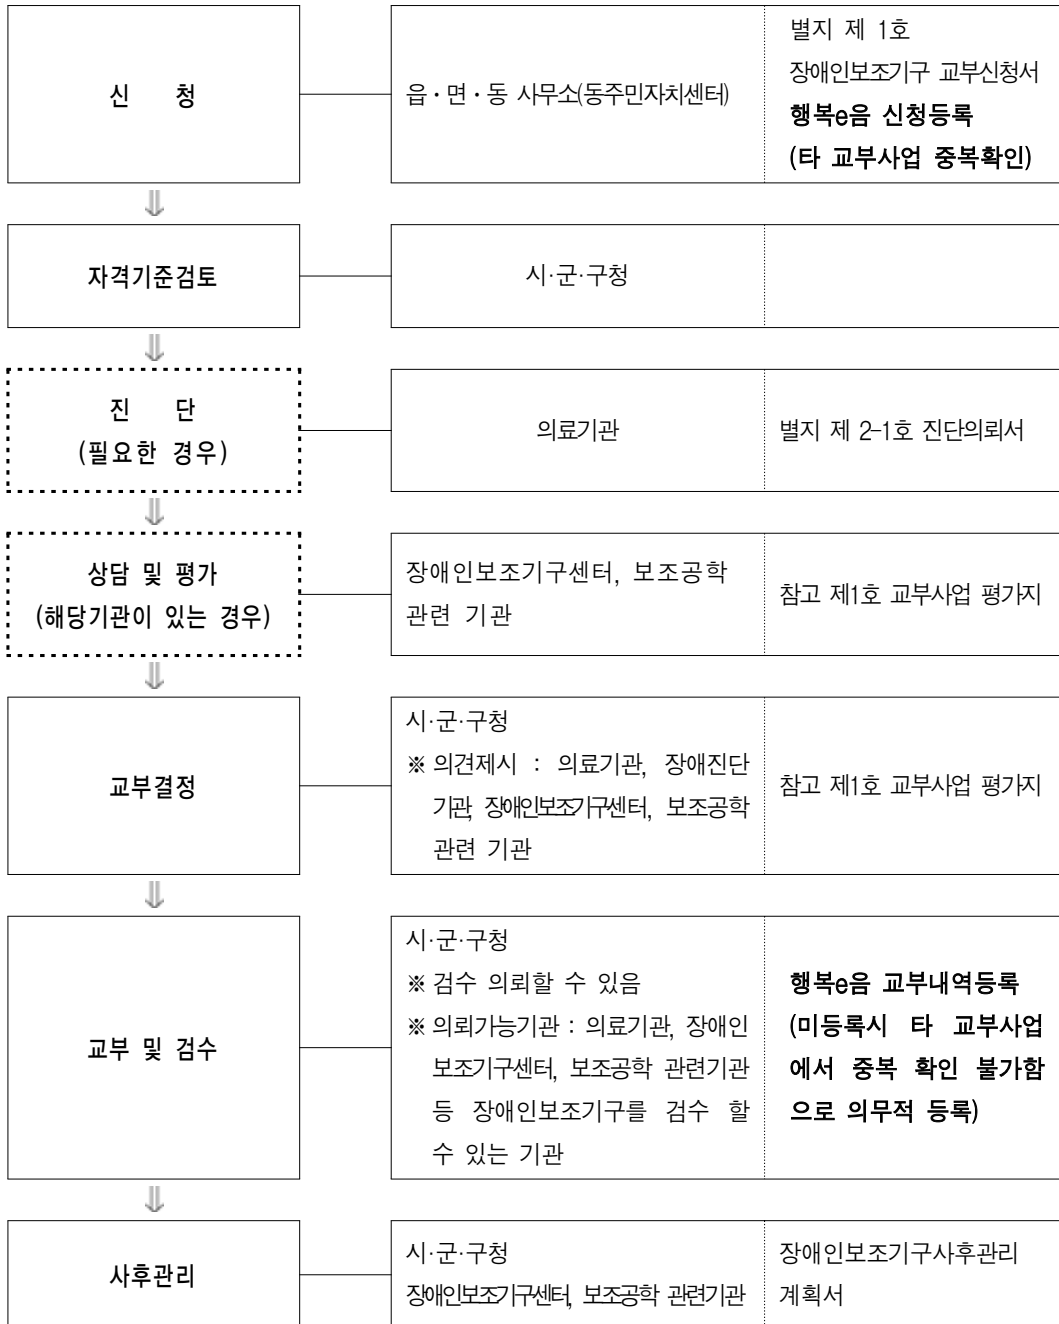 신 청
읍・면・동 사무소(동주민자치센터)
별지 제 1호
장애인보조기구 교부신청서
행복e음 신청등록
(타 교부사업 중복확인)
⇓
자격기준검토
시·군·구청
⇓
진 단
(필요한 경우)
의료기관
별지 제 2-1호 진단의뢰서
⇓
상담 및 평가
(해당기관이 있는 경우)
장애인보조기구센터, 보조공학
관련 기관
참고 제1호 교부사업 평가지
⇓
교부결정
시·군·구청
※ 의견제시 : 의료기관, 장애진단
기관, 장애인보조기구센터, 보조공학
관련 기관
참고 제1호 교부사업 평가지
⇓
교부 및 검수
시·군·구청
※ 검수 의뢰할 수 있음
※ 의뢰가능기관 : 의료기관, 장애인
보조기구센터, 보조공학 관련기관
등 장애인보조기구를 검수 할
수 있는 기관
행복e음 교부내역등록
(미등록시 타 교부사업
에서 중복 확인 불가함
으로 의무적 등록)
⇓
사후관리
시·군·구청
장애인보조기구센터, 보조공학 관련기관
장애인보조기구사후관리
계획서